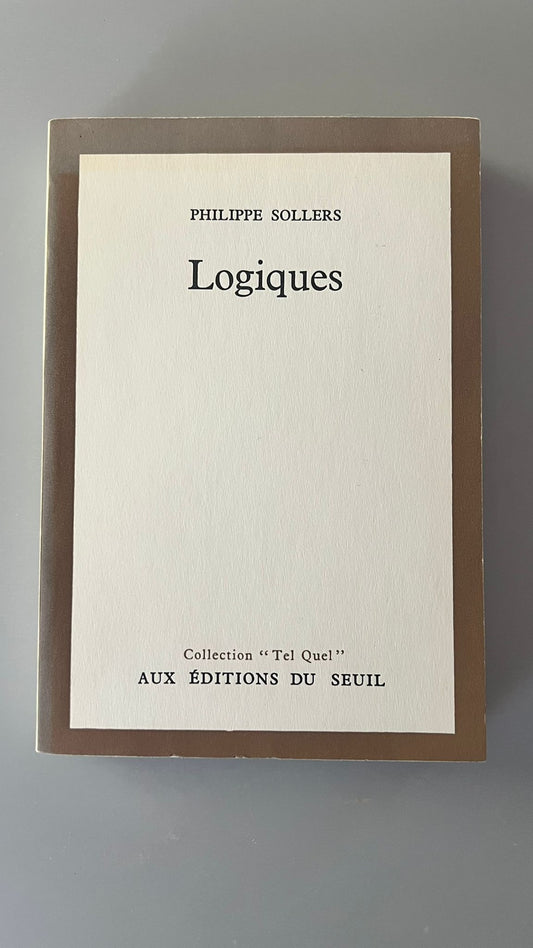 PHILIPPE SOLLERS
Logiques
Collection “Tel Quel”
AUX ÉDITIONS DU SEUIL